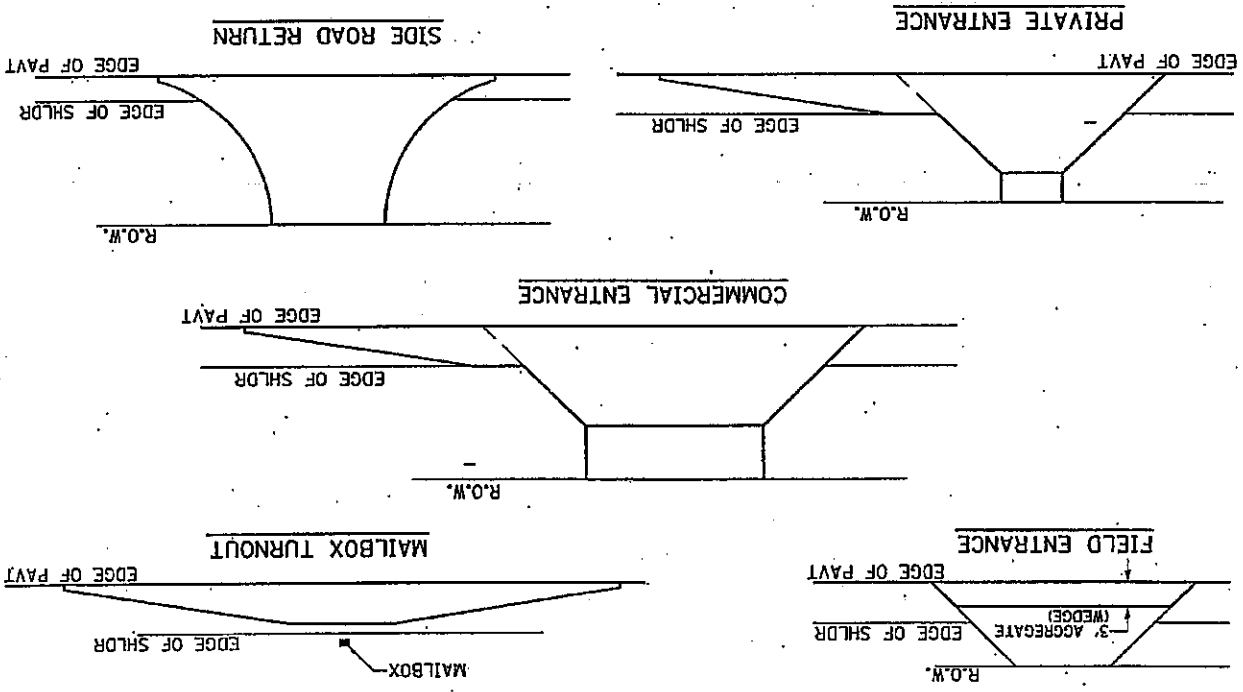 R.O.W.
3' AGGREGATE
(WEDGE)
EDGE OF SHLDR
EDGE OF PAVT
FIELD ENTRANCE
MAILBOX
EDGE OF SHLDR
EDGE OF PAVT
MAILBOX TURNOUT
R.O.W.
EDGE OF SHLDR
EDGE OF PAVT
COMMERCIAL ENTRANCE
R.O.W.
EDGE OF SHLDR
EDGE OF PAVT
PRIVATE ENTRANCE
R.O.W.
EDGE OF SHLDR
EDGE OF PAVT
SIDE ROAD RETURN